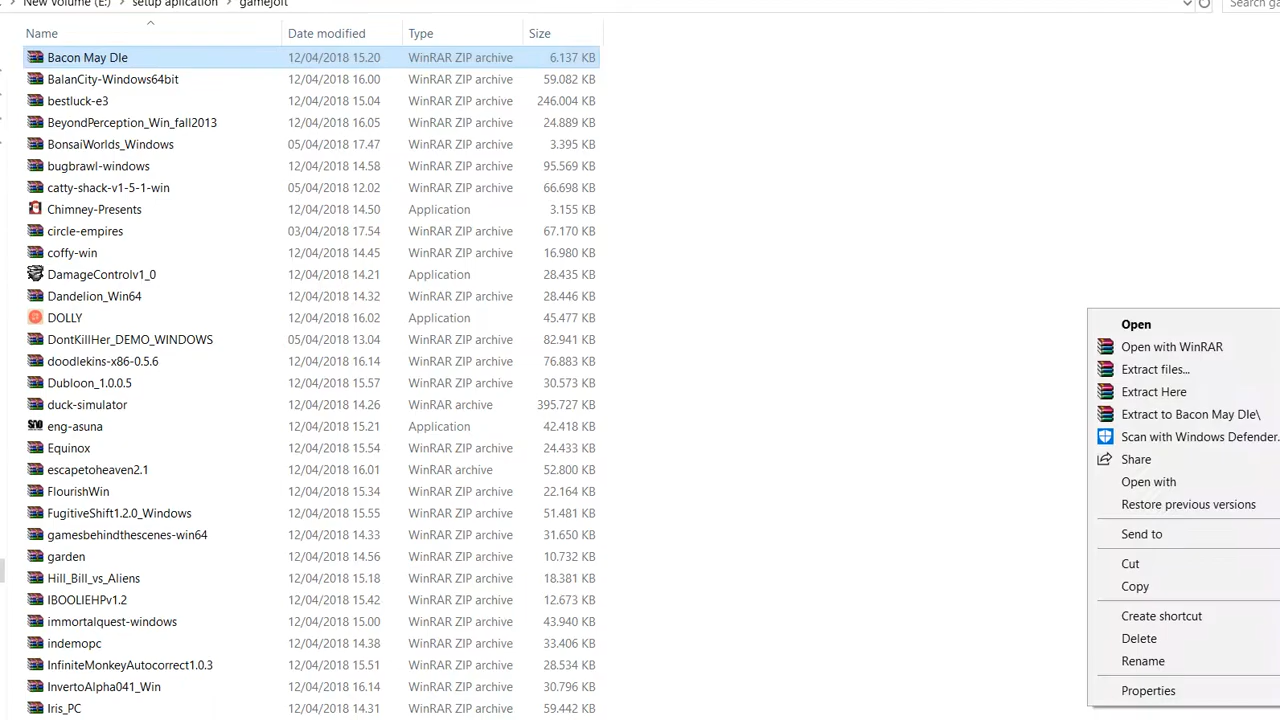 New Volume (E:) > setup aplication > gamejolt
Search ga
Name Date modified Type Size
Bacon May DIe 12/04/2018 15.20 WinRAR ZIP archive 6.137 KB
BalanCity-Windows64bit 12/04/2018 16.00 WinRAR ZIP archive 59.082 KB
bestluck-e3 12/04/2018 15.04 WinRAR ZIP archive 246.004 KB
BeyondPerception_Win_fall2013 12/04/2018 16.05 WinRAR ZIP archive 24.889 KB
BonsaiWorlds_Windows 05/04/2018 17.47 WinRAR ZIP archive 3.395 KB
bugbrawl-windows 12/04/2018 14.58 WinRAR ZIP archive 95.569 KB
catty-shack-v1-5-1-win 09/04/2018 12.02 WinRAR ZIP archive 66.698 KB
Chimney-Presents 12/04/2018 14.50 Application 3.155 KB
circle-empires 05/04/2018 17.54 WinRAR ZIP archive 67.170 KB
coffy-win 12/04/2018 14.45 WinRAR ZIP archive 16.980 KB
DamageControlv1_0 12/04/2018 14.21 Application 28.435 KB
Dandelion_Win64 12/04/2018 14.32 WinRAR ZIP archive 28.446 KB
DOLLY 12/04/2018 16.02 Application 45.477 KB
DontKillHer_DEMO_WINDOWS 13.04 WinRAR ZIP archive 82.941 KB
doodlekins-x86-0.5.6 12/04/2018 16.14 WinRAR ZIP archive 76.883 KB
Dubloon_1.0.0.5 12/04/2018 15.57 WinRAR ZIP archive 30.573 KB
duck-simulator 12/04/2018 14.26 WinRAR archive 395.727 KB
eng-asuna 12/04/2018 15.21 Application 42.418 KB
Equinox 12/04/2018 15.54 WinRAR ZIP archive 24.433 KB
escapetoheaven2.1 12/04/2018 16.01 WinRAR archive 52.800 KB
FlourishWin 12/04/2018 15.34 WinRAR ZIP archive 22.164 KB
FugitiveShift1.2.0_Windows 12/04/2018 15.55 WinRAR ZIP archive 51.481 KB
gamesbehindthescenes-win64 12/04/2018 14.33 WinRAR ZIP archive 31.650 KB
garden 12/04/2018 14.56 WinRAR ZIP archive 10.732 KB
Hill_Bill_vs_Aliens 12/04/2018 15.18 WinRAR ZIP archive 18.381 KB
IBOOLIEHPv1.2 12/04/2018 15.42 WinRAR ZIP archive 12.673 KB
immortalquest-windows 12/04/2018 15.00 WinRAR ZIP archive 43.940 KB
indemopc 12/04/2018 14.38 WinRAR ZIP archive 33.406 KB
InfiniteMonkeyAutocorrect1.0.3 12/04/2018 15.51 WinRAR ZIP archive 28.534 KB
InvertoAlpha041_Win 12/04/2018 16.14 WinRAR ZIP archive 30.796 KB
Iris_PC 12/04/2018 14.31 WinRAR ZIP archive 59.442 KB
Open
Open with WinRAR
Extract files...
Extract Here
Extract to Bacon May DIe\
Scan with Windows Defender.
Share
Open with
Restore previous versions
Send to
Cut
Copy
Create shortcut
Delete
Rename
Properties